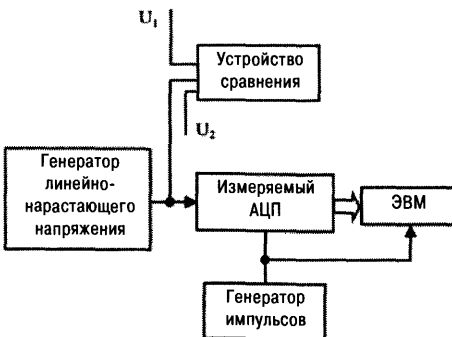 U₁
Устройство
сравнения
U₂
Генератор
линейно-
нарастающего
напряжения
Измеряемый
АЦП
ЭВМ
Генератор
импульсов